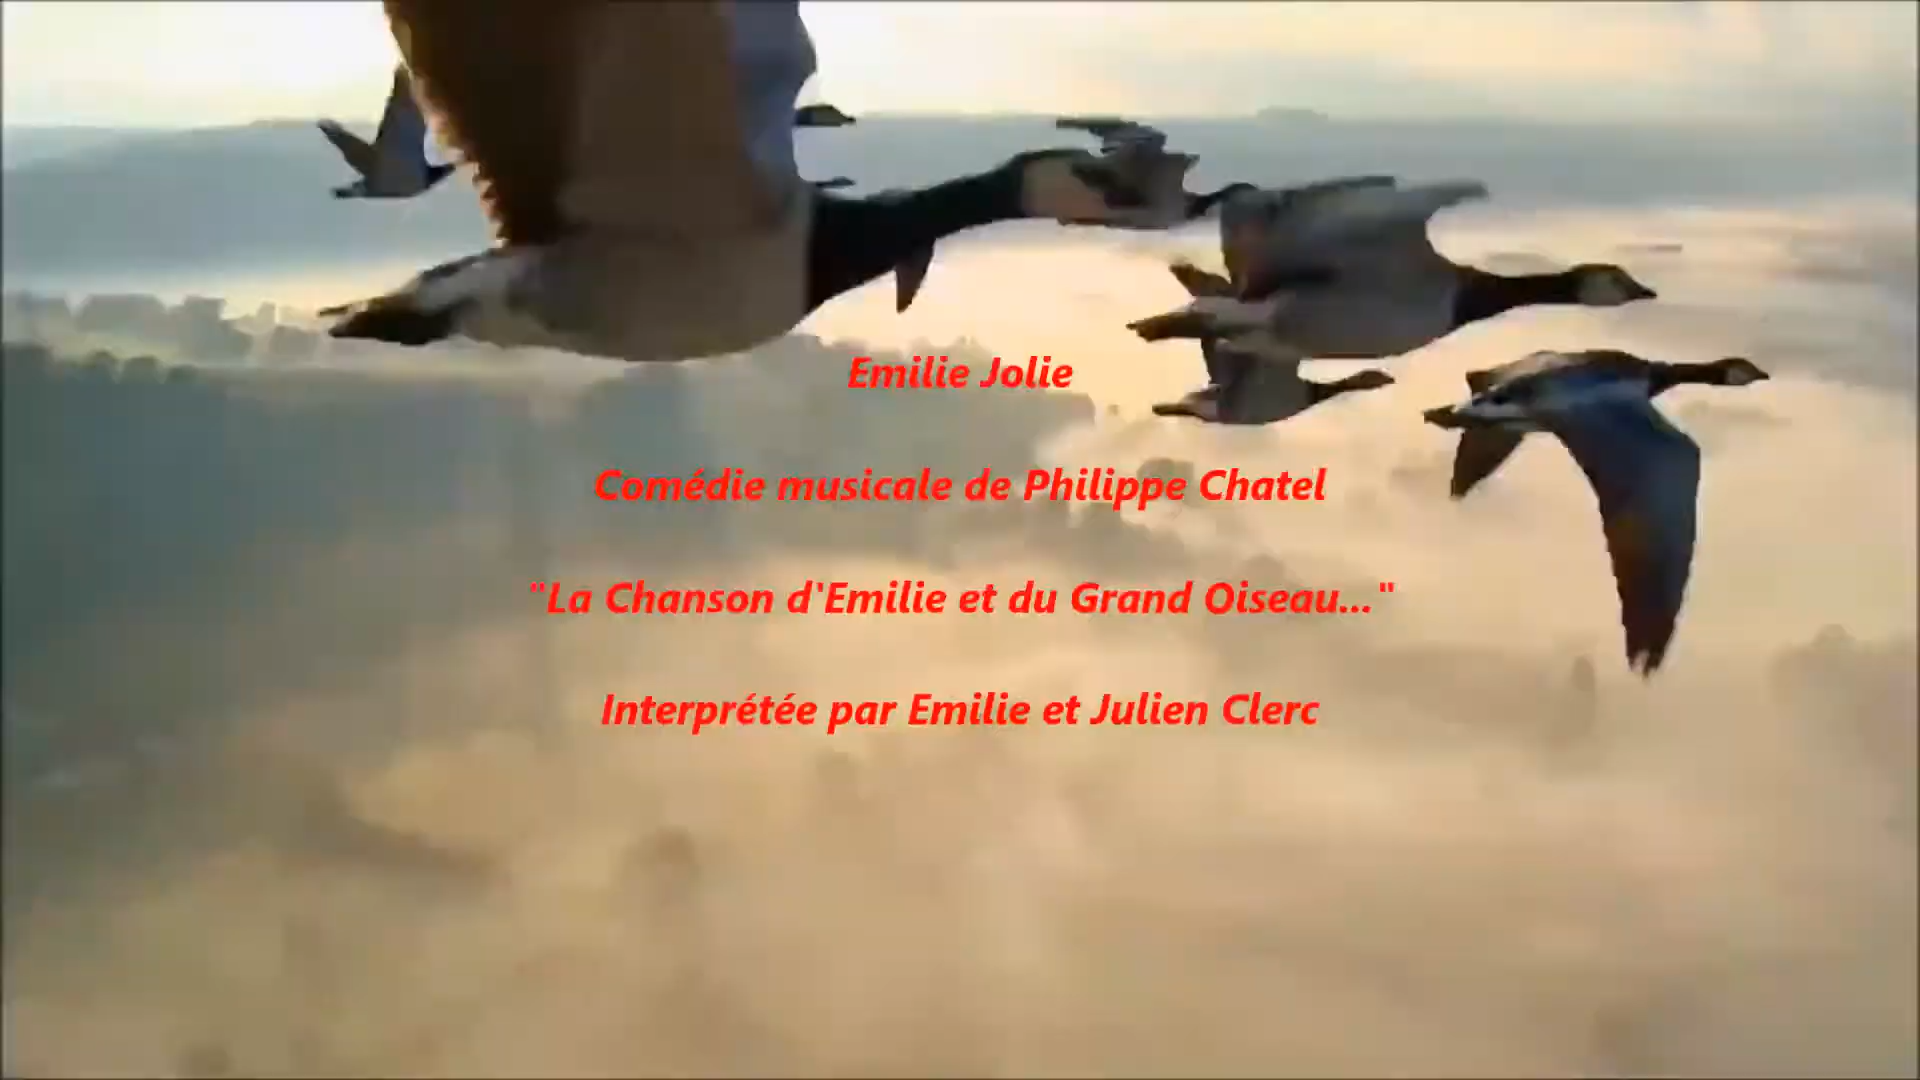 Emilie Jolie
Comédie musicale de Philippe Chatel
"La Chanson d'Emilie et du Grand Oiseau..."
Interprétée par Emilie et Julien Clerc